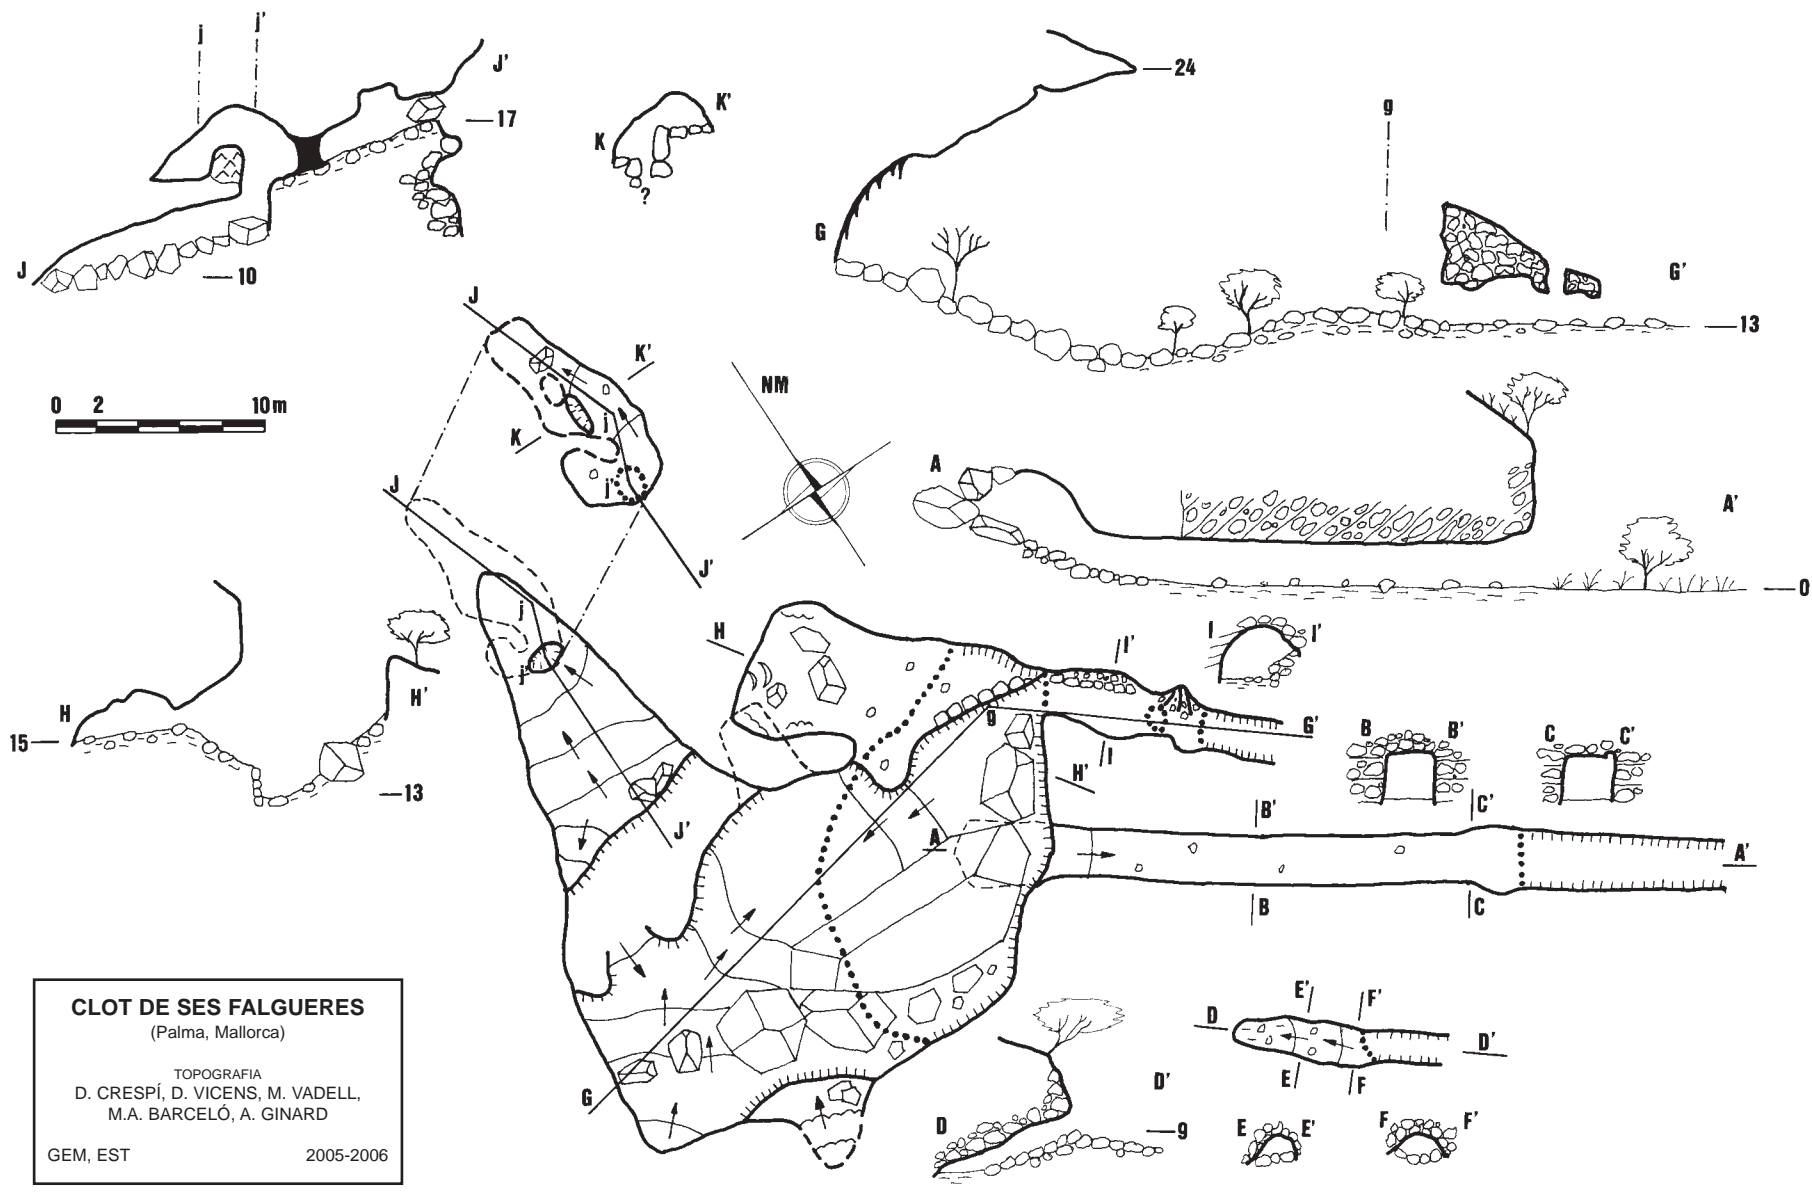 j j'
J'
17
K K'
?
J
10
24
g
G
G'
13
0 2 10 m
J
K'
K
j
j'
J'
NM
A
A'
0
J
j
j'
J'
H
H'
15
13
H
I'
I
I'
g
G'
I
H'
B B'
C C'
B'
C'
A
A'
B
C
G
E' F'
D
D'
E F
D
D'
9
E E'
F F'
CLOT DE SES FALGUERES
(Palma, Mallorca)
TOPOGRAFIA
D. CRESPÍ, D. VICENS, M. VADELL,
M.A. BARCELÓ, A. GINARD
GEM, EST 2005-2006